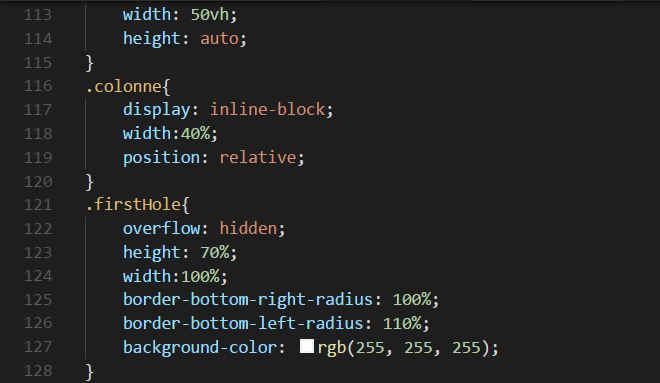 113 width: 50vh;
114 height: auto;
115 }
116 .colonne{
117 display: inline-block;
118 width:40%;
119 position: relative;
120 }
121 .firstHole{
122 overflow: hidden;
123 height: 70%;
124 width:100%;
125 border-bottom-right-radius: 100%;
126 border-bottom-left-radius: 110%;
127 background-color: rgb(255, 255, 255);
128 }